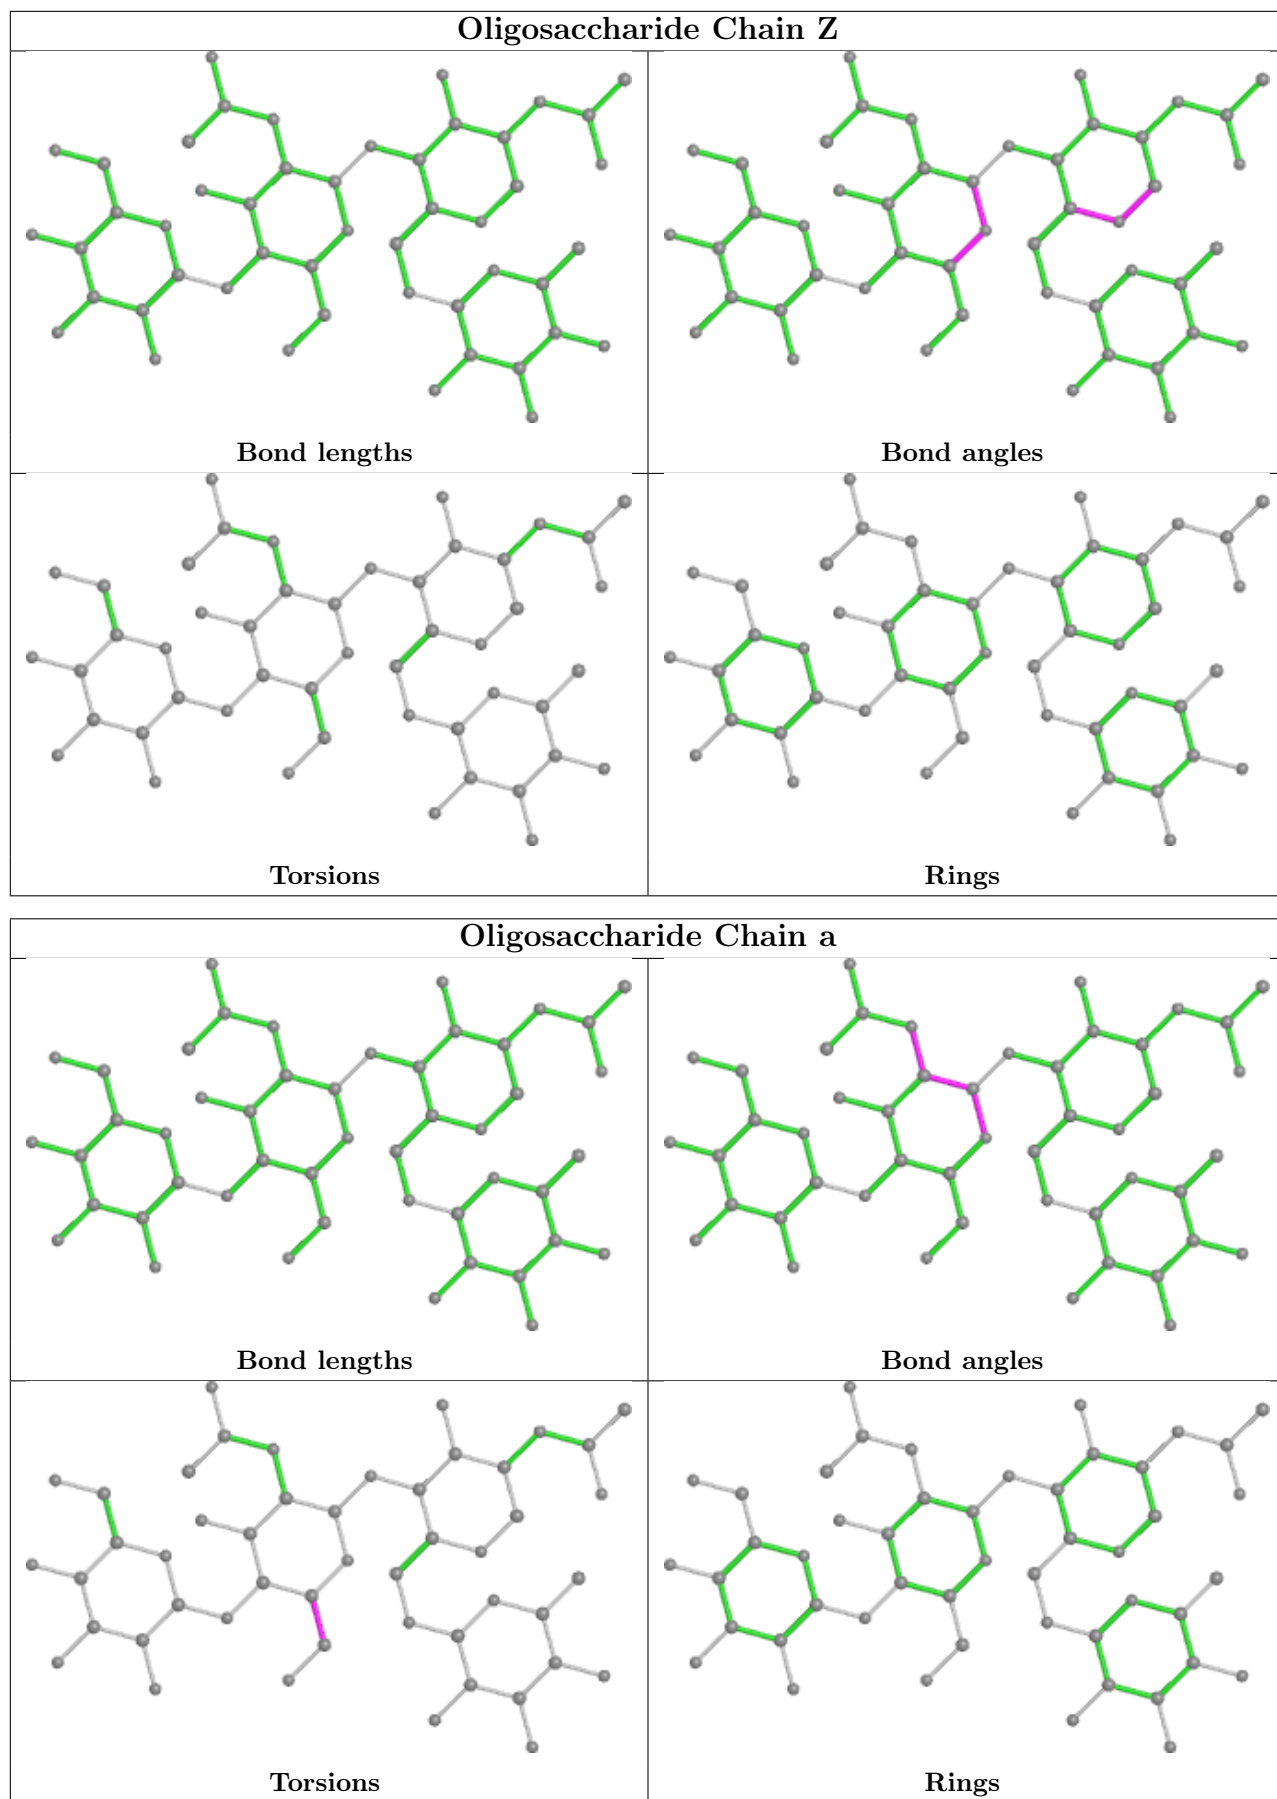 Oligosaccharide Chain Z
Bond lengths
Bond angles
Torsions
Rings
Oligosaccharide Chain a
Bond lengths
Bond angles
Torsions
Rings